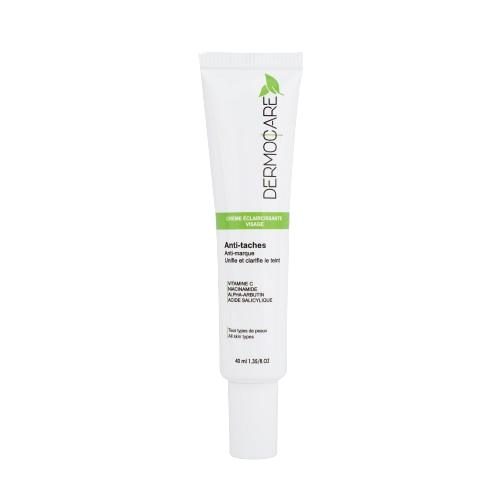 DERMOCARE
CRÈME ÉCLAIRCISSANTE
VISAGE
Anti-taches
Anti-marque
Unifie et clarifie le teint
VITAMINE C
NIACINAMIDE
ALPHA-ARBUTIN
ACIDE SALICYLIQUE
Tous types de peaux
All skin types
40 ml 1,35/fl.OZ